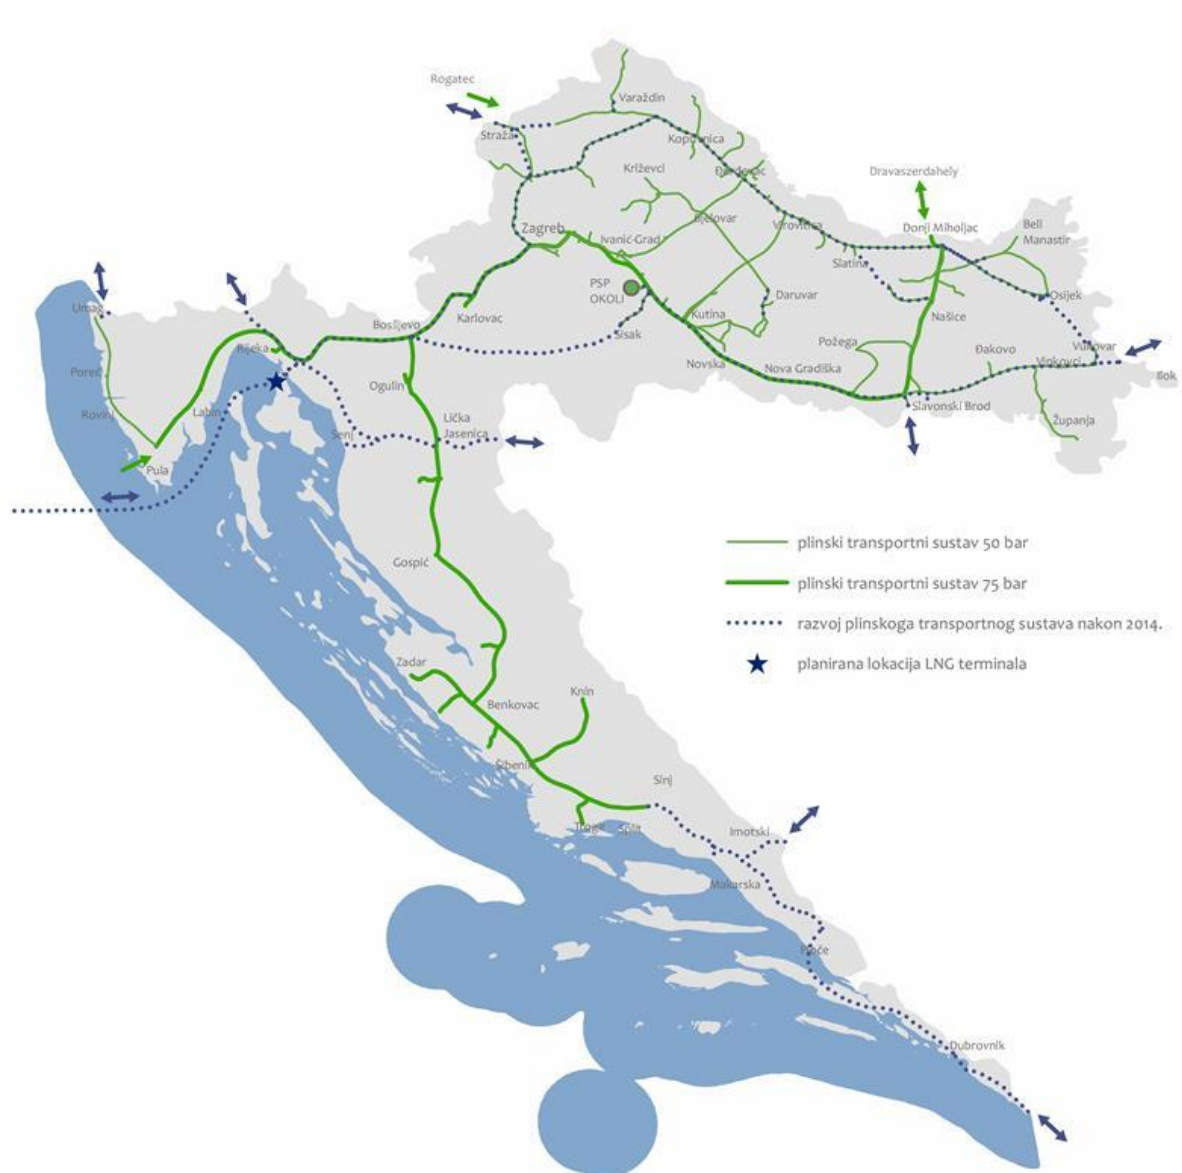 Rogatec
Varaždin
Straža
Koprivnica
Križevci
Đurđevac
Dravaszerdahely
Bjelovar
Virovitica
Zagreb
Ivanić-Grad
Donji Miholjac
Beli
Manastir
Slatina
PSP
OKOLI
Daruvar
Osijek
Umag
Karlovac
Kutina
Našice
Bosiljevo
Sisak
Požega
Vukovar
Rijeka
Đakovo
Novska
Vinkovci
Poreč
Nova Gradiška
Ilok
Ogulin
Labin
Rovinj
Slavonski Brod
Lička
Jasenica
Senj
Županja
Pula
plinski transportni sustav 50 bar
Gospić
plinski transportni sustav 75 bar
razvoj plinskoga transportnog sustava nakon 2014.
Zadar
planirana lokacija LNG terminala
Knin
Benkovac
Šibenik
Sinj
Trogir
Split
Imotski
Makarska
Ploče
Dubrovnik